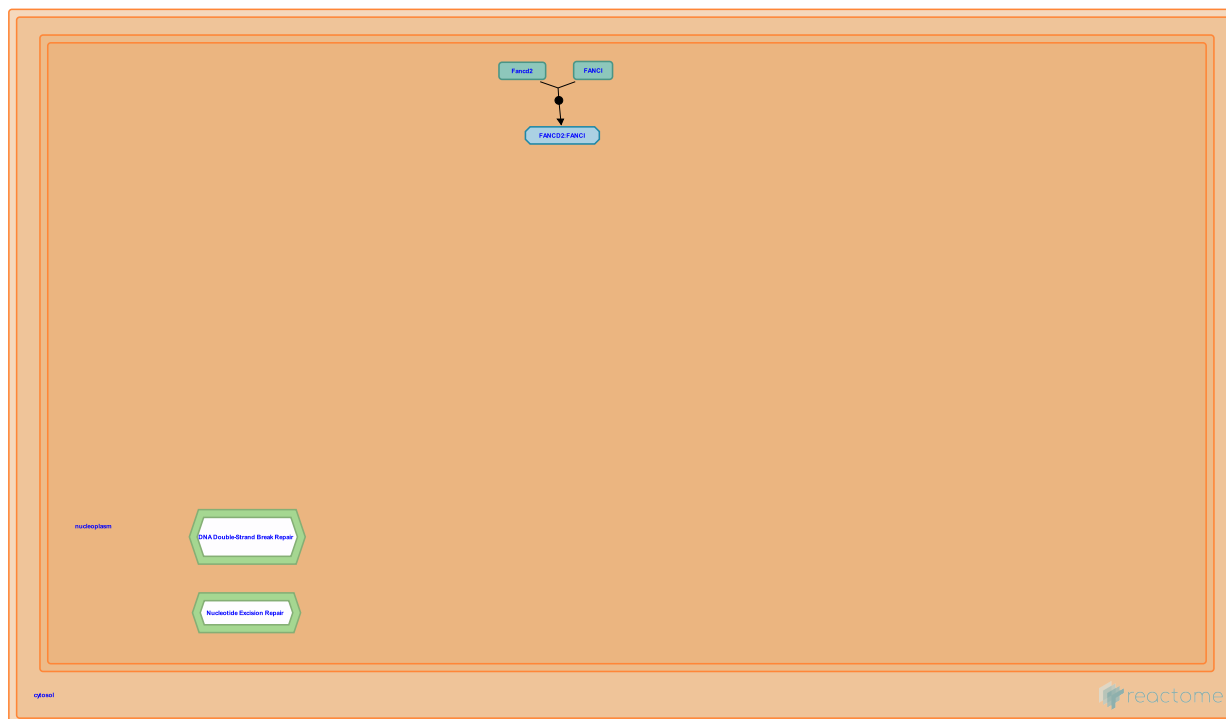 Fancd2
FANCI
FANCD2:FANCI
nucleoplasm
DNA Double-Strand Break Repair
Nucleotide Excision Repair
cytosol
reactome